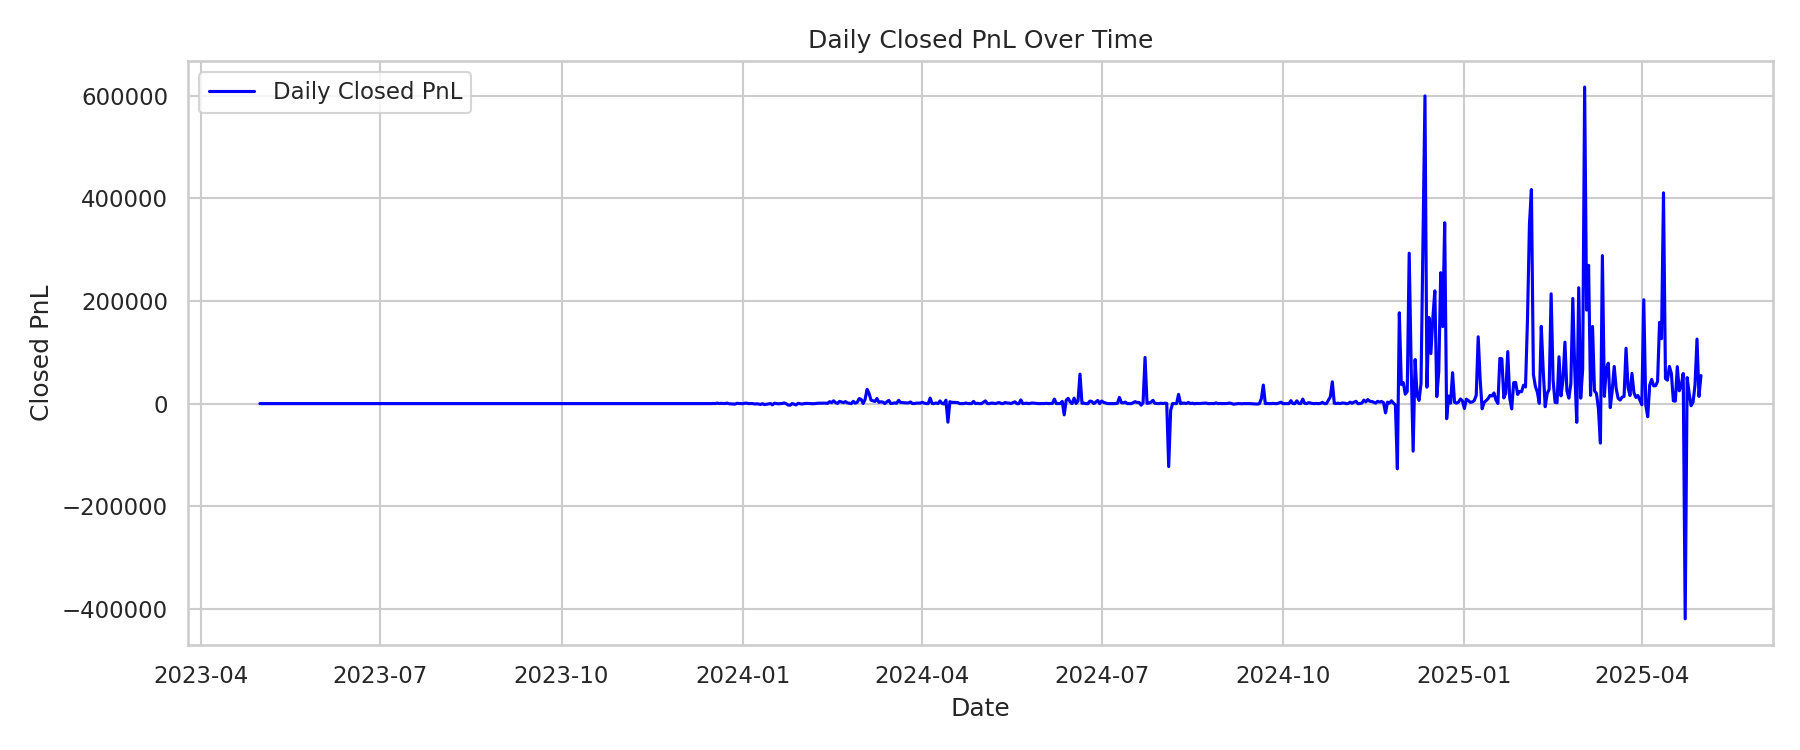 Daily Closed PnL Over Time
Daily Closed PnL
600000
400000
200000
0
−200000
−400000
Closed PnL
2023-04 2023-07 2023-10 2024-01 2024-04 2024-07 2024-10 2025-01 2025-04
Date